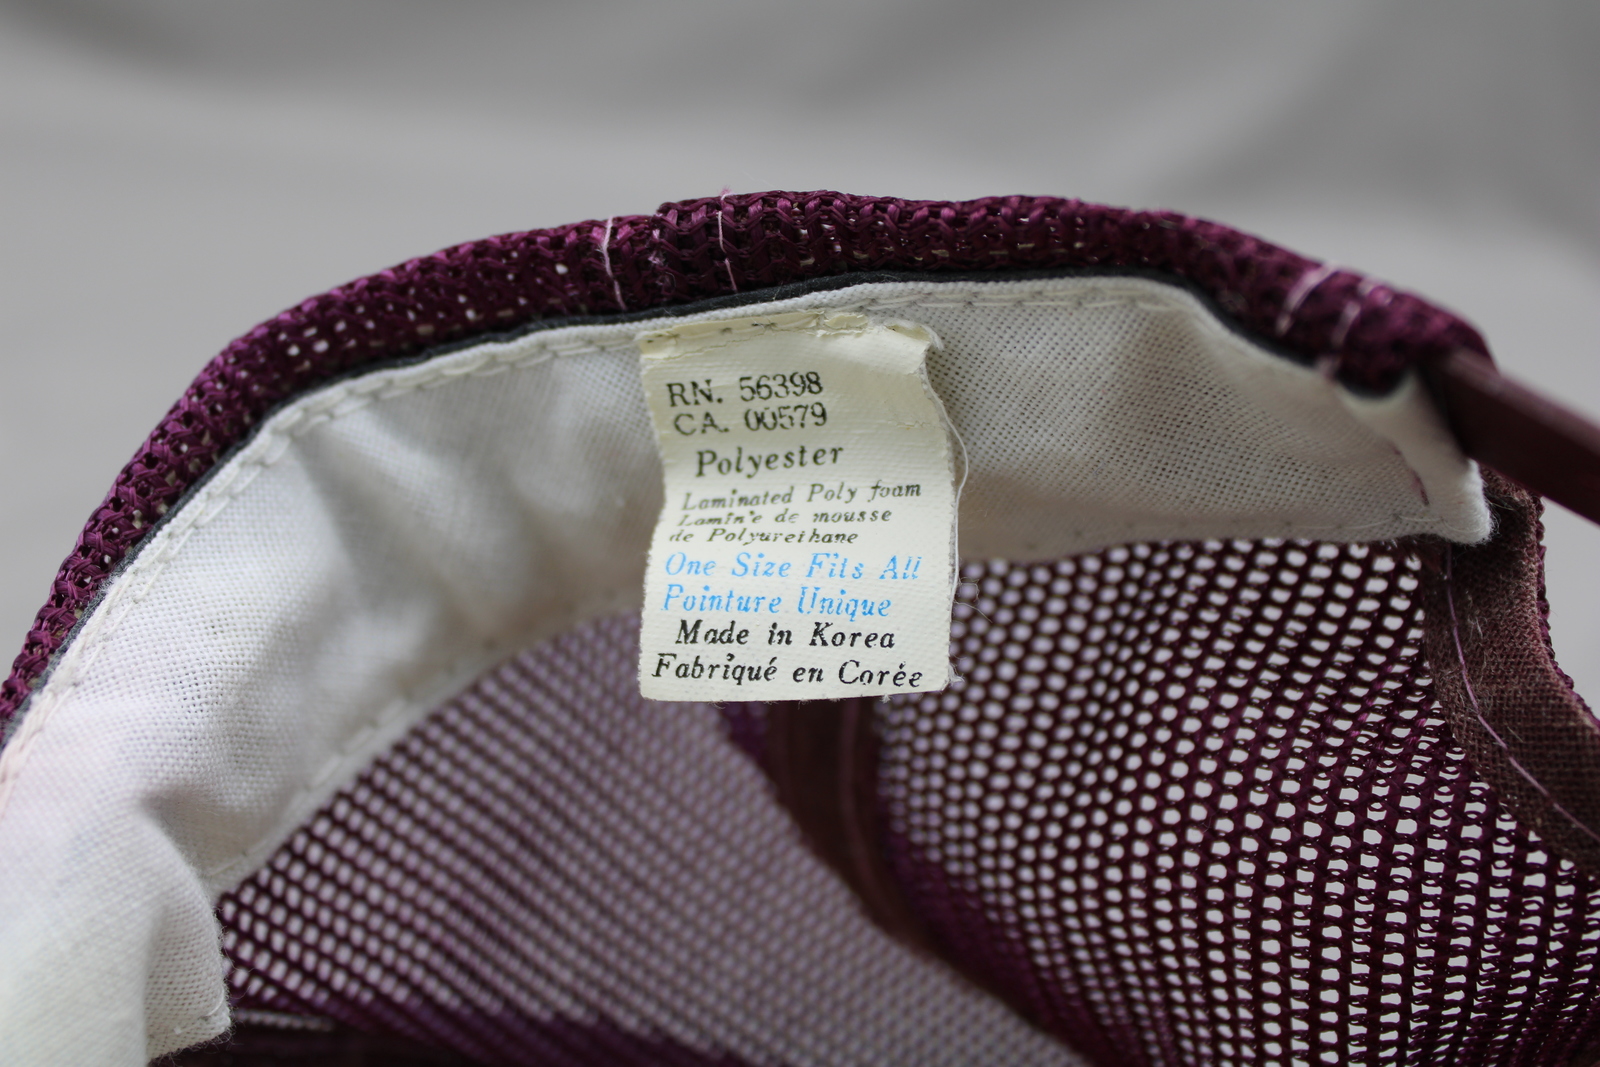 RN. 56398
CA. 00579
Polyester
Laminated Poly foam
Lamin'e de mousse
de Polyurethane
One Size Fits All
Pointure Unique
Made in Korea
Fabriqué en Corée